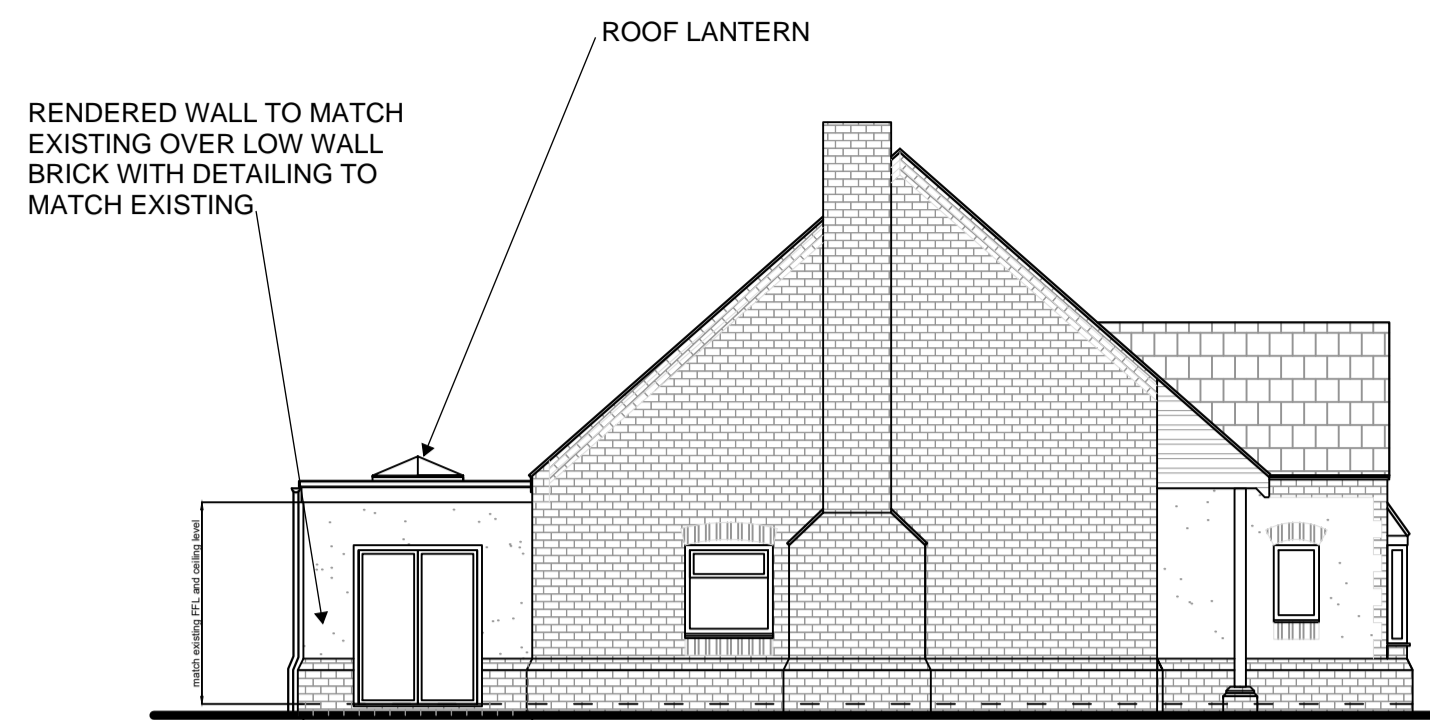 ROOF LANTERN
RENDERED WALL TO MATCH
EXISTING OVER LOW WALL
BRICK WITH DETAILING TO
MATCH EXISTING
match existing FFL and ceiling level